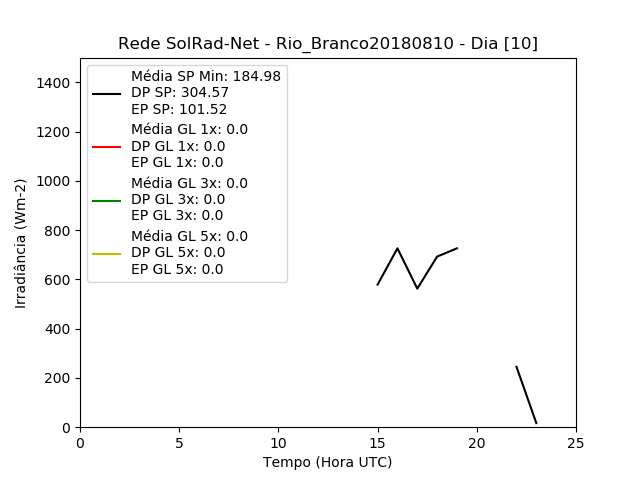 Rede SolRad-Net - Rio_Branco20180810 - Dia [10]
Média SP Min: 184.98
DP SP: 304.57
EP SP: 101.52
Média GL 1x: 0.0
DP GL 1x: 0.0
EP GL 1x: 0.0
Média GL 3x: 0.0
DP GL 3x: 0.0
EP GL 3x: 0.0
Média GL 5x: 0.0
DP GL 5x: 0.0
EP GL 5x: 0.0
Irradiância (Wm-2)
1400
1200
1000
800
600
400
200
0
0 5 10 15 20 25
Tempo (Hora UTC)